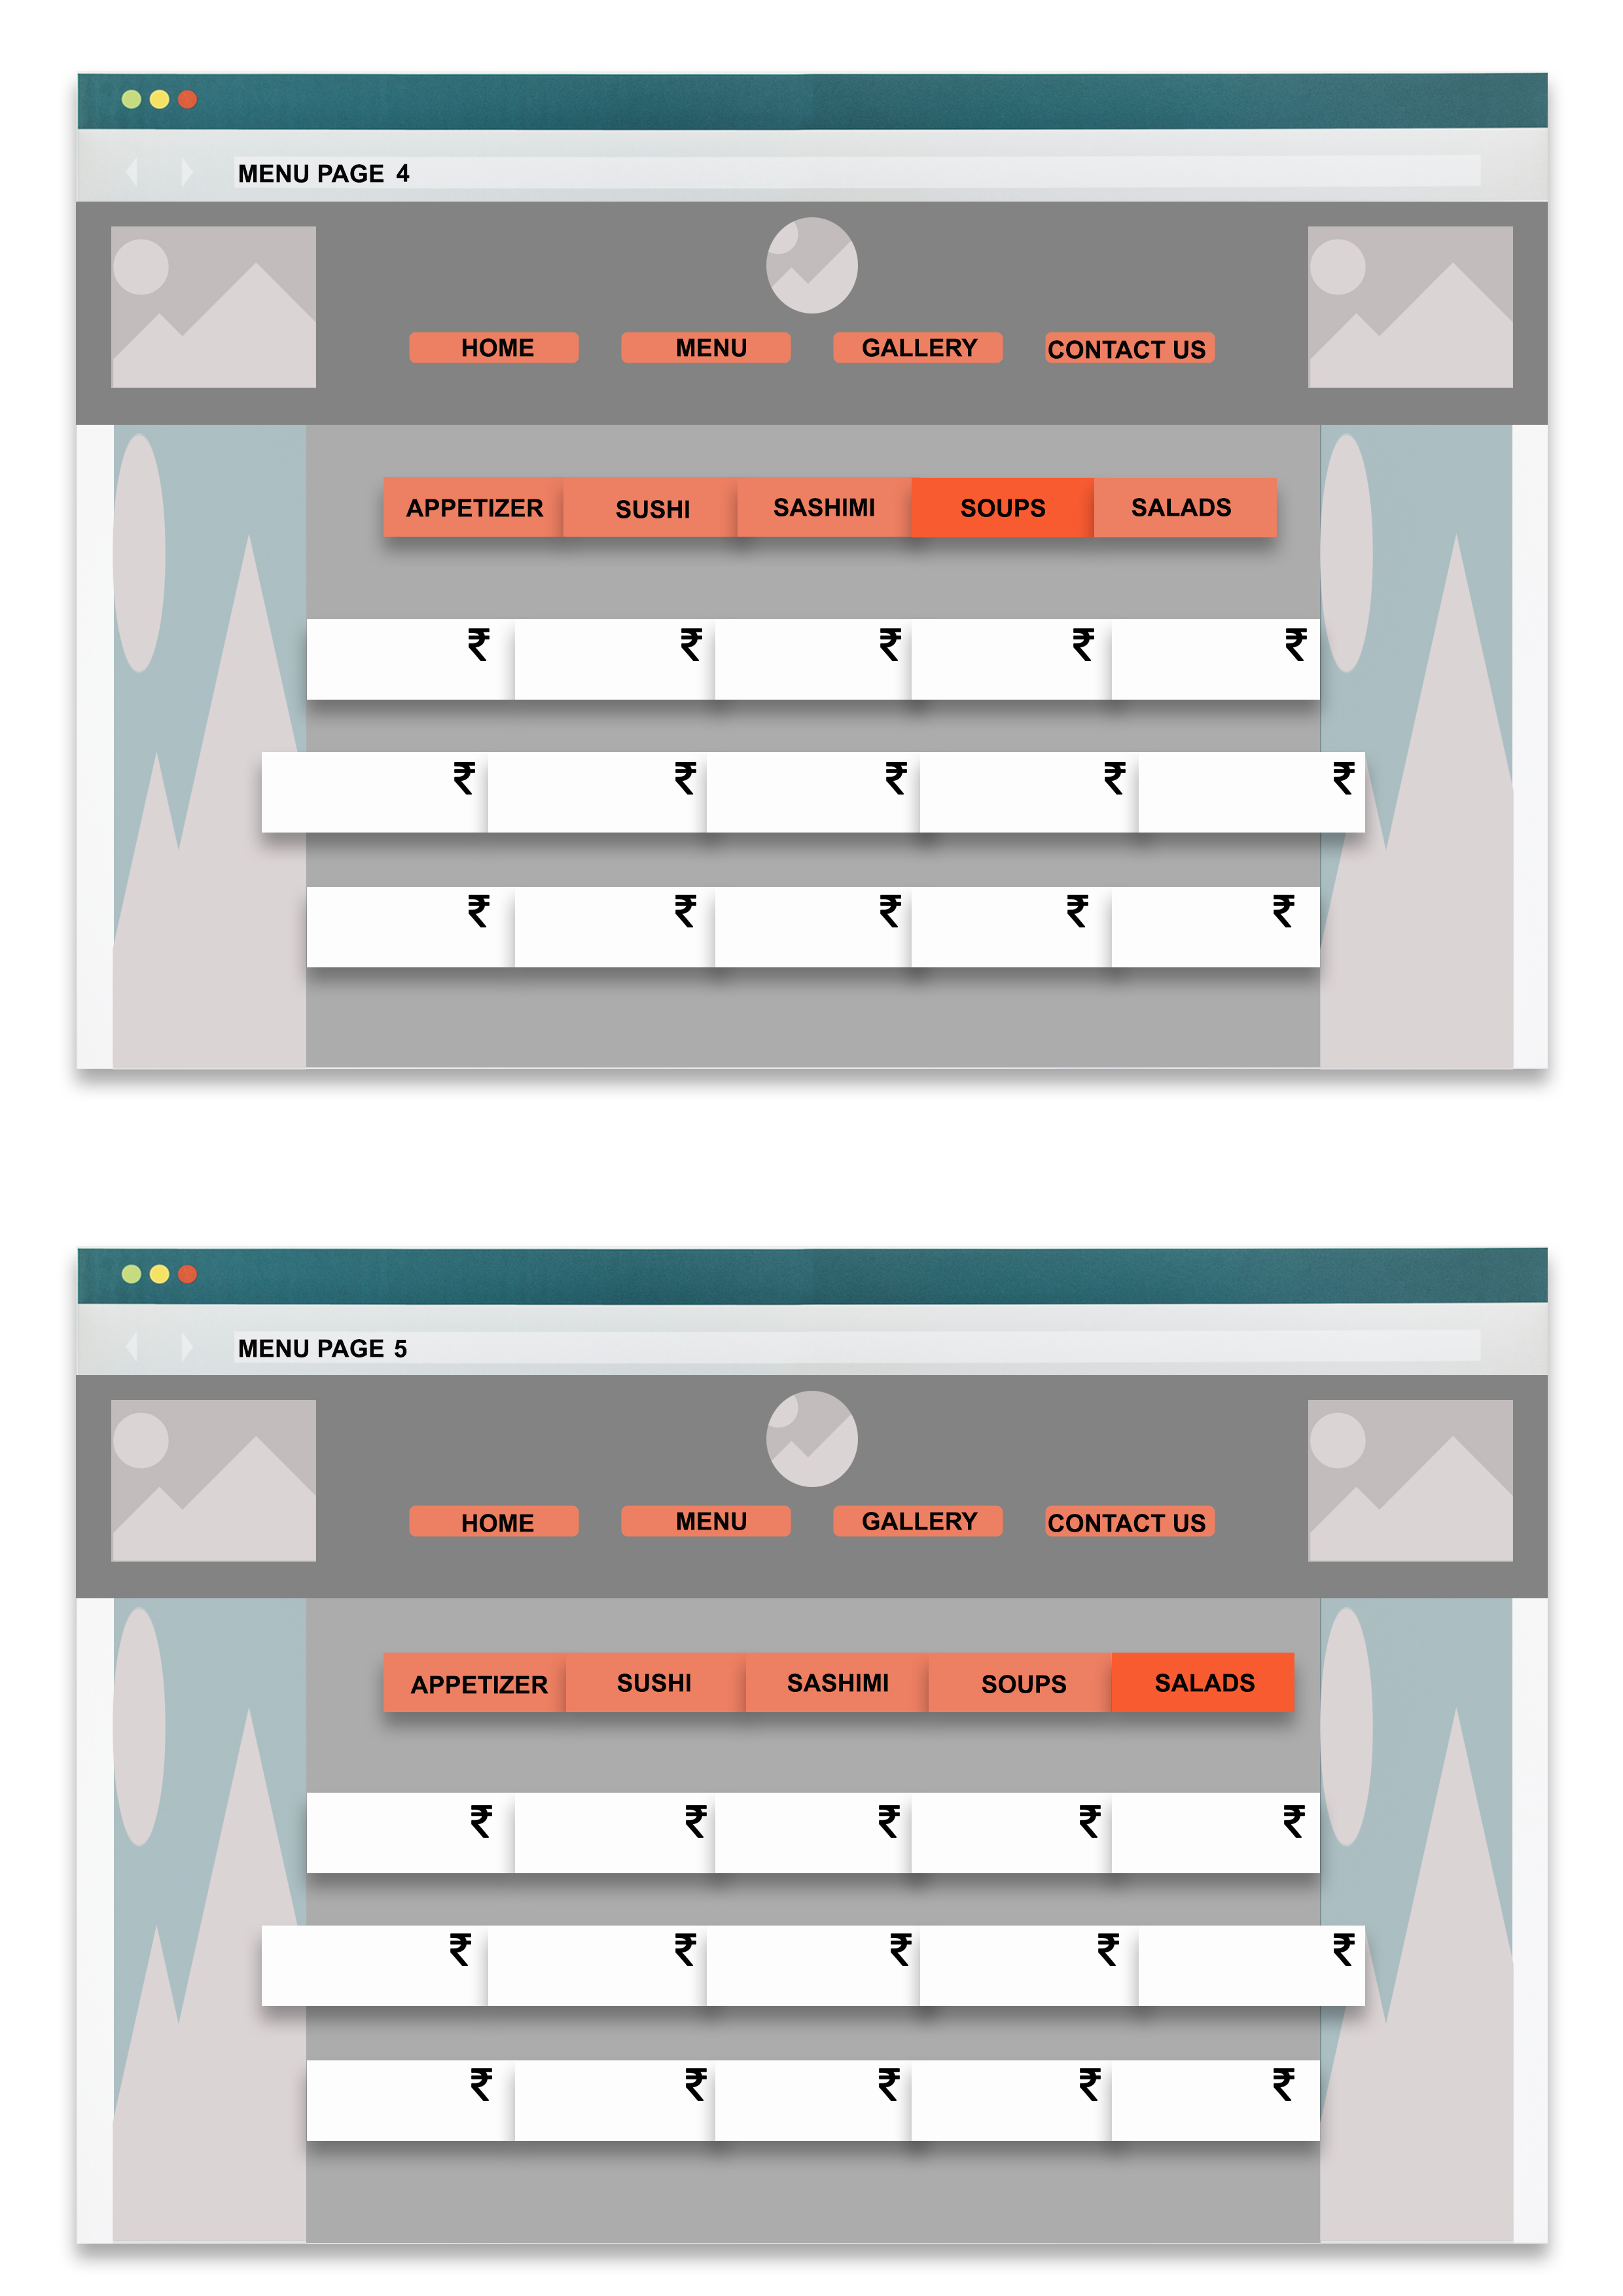 MENU PAGE 4
HOME MENU GALLERY CONTACT US
APPETIZER SUSHI SASHIMI SOUPS SALADS
₹ ₹ ₹ ₹ ₹
₹ ₹ ₹ ₹ ₹
₹ ₹ ₹ ₹ ₹
MENU PAGE 5
HOME MENU GALLERY CONTACT US
APPETIZER SUSHI SASHIMI SOUPS SALADS
₹ ₹ ₹ ₹ ₹
₹ ₹ ₹ ₹ ₹
₹ ₹ ₹ ₹ ₹